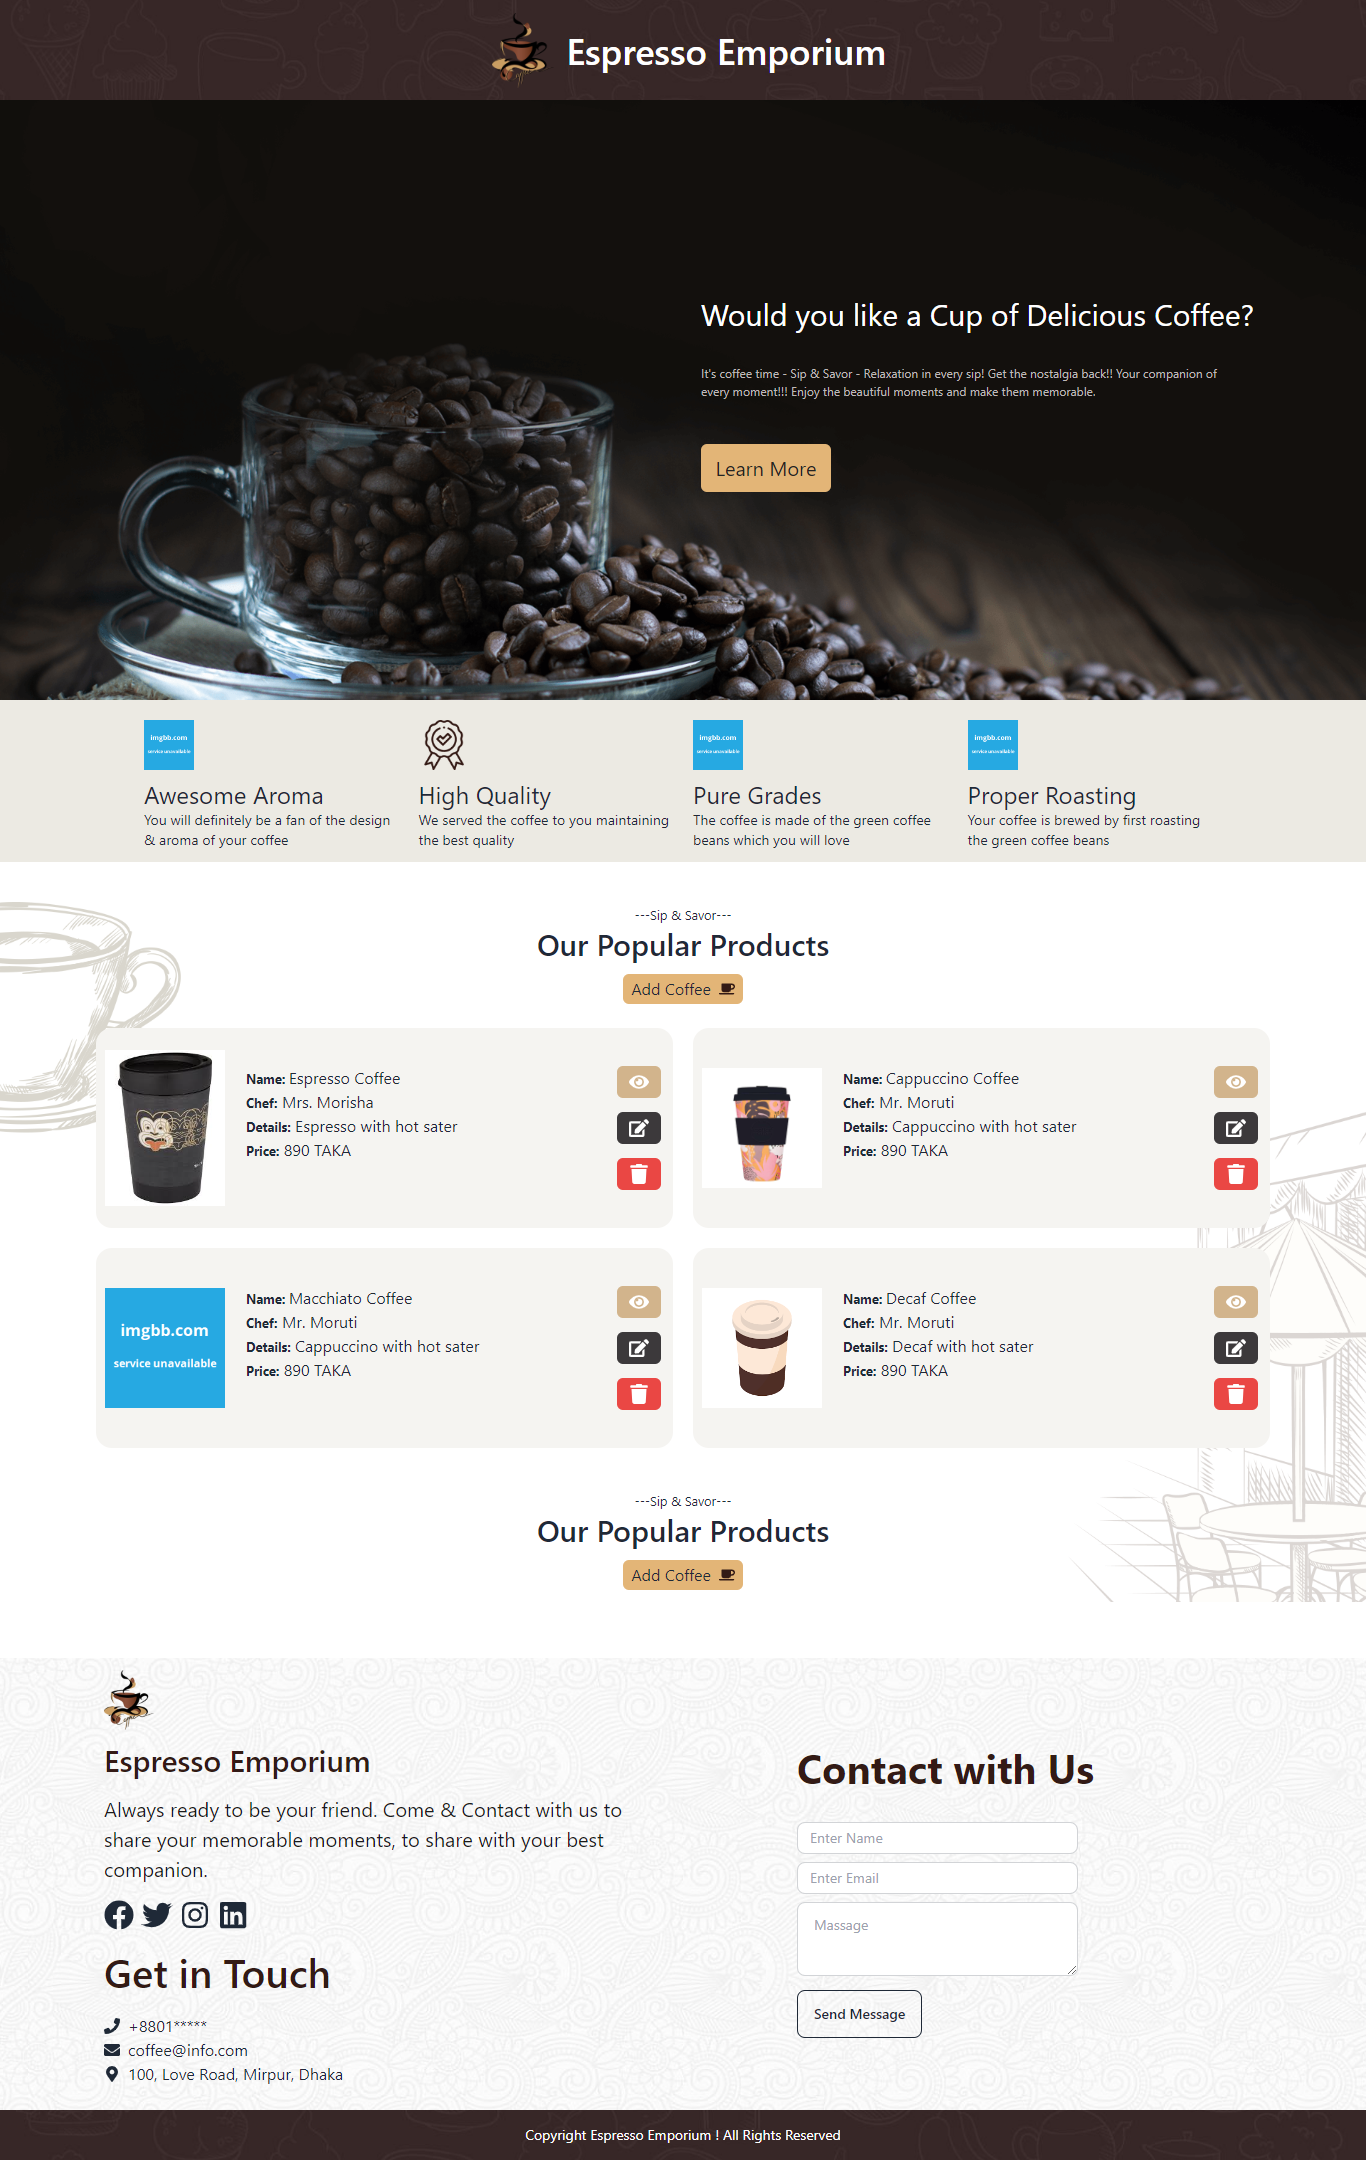 Espresso Emporium
Would you like a Cup of Delicious Coffee?
It's coffee time - Sip & Savor - Relaxation in every sip! Get the nostalgia back!! Your companion of
every moment!!! Enjoy the beautiful moments and make them memorable.
Learn More
imgbb.com
service unavailable
Awesome Aroma
You will definitely be a fan of the design
& aroma of your coffee
High Quality
We served the coffee to you maintaining
the best quality
imgbb.com
service unavailable
Pure Grades
The coffee is made of the green coffee
beans which you will love
imgbb.com
service unavailable
Proper Roasting
Your coffee is brewed by first roasting
the green coffee beans
---Sip & Savor---
Our Popular Products
Add Coffee
Name: Espresso Coffee
Chef: Mrs. Morisha
Details: Espresso with hot sater
Price: 890 TAKA
Name: Cappuccino Coffee
Chef: Mr. Moruti
Details: Cappuccino with hot sater
Price: 890 TAKA
imgbb.com
service unavailable
Name: Macchiato Coffee
Chef: Mr. Moruti
Details: Cappuccino with hot sater
Price: 890 TAKA
Name: Decaf Coffee
Chef: Mr. Moruti
Details: Decaf with hot sater
Price: 890 TAKA
---Sip & Savor---
Our Popular Products
Add Coffee
Espresso Emporium
Always ready to be your friend. Come & Contact with us to
share your memorable moments, to share with your best
companion.
Get in Touch
+8801*****
coffee@info.com
100, Love Road, Mirpur, Dhaka
Contact with Us
Enter Name
Enter Email
Massage
Send Message
Copyright Espresso Emporium ! All Rights Reserved